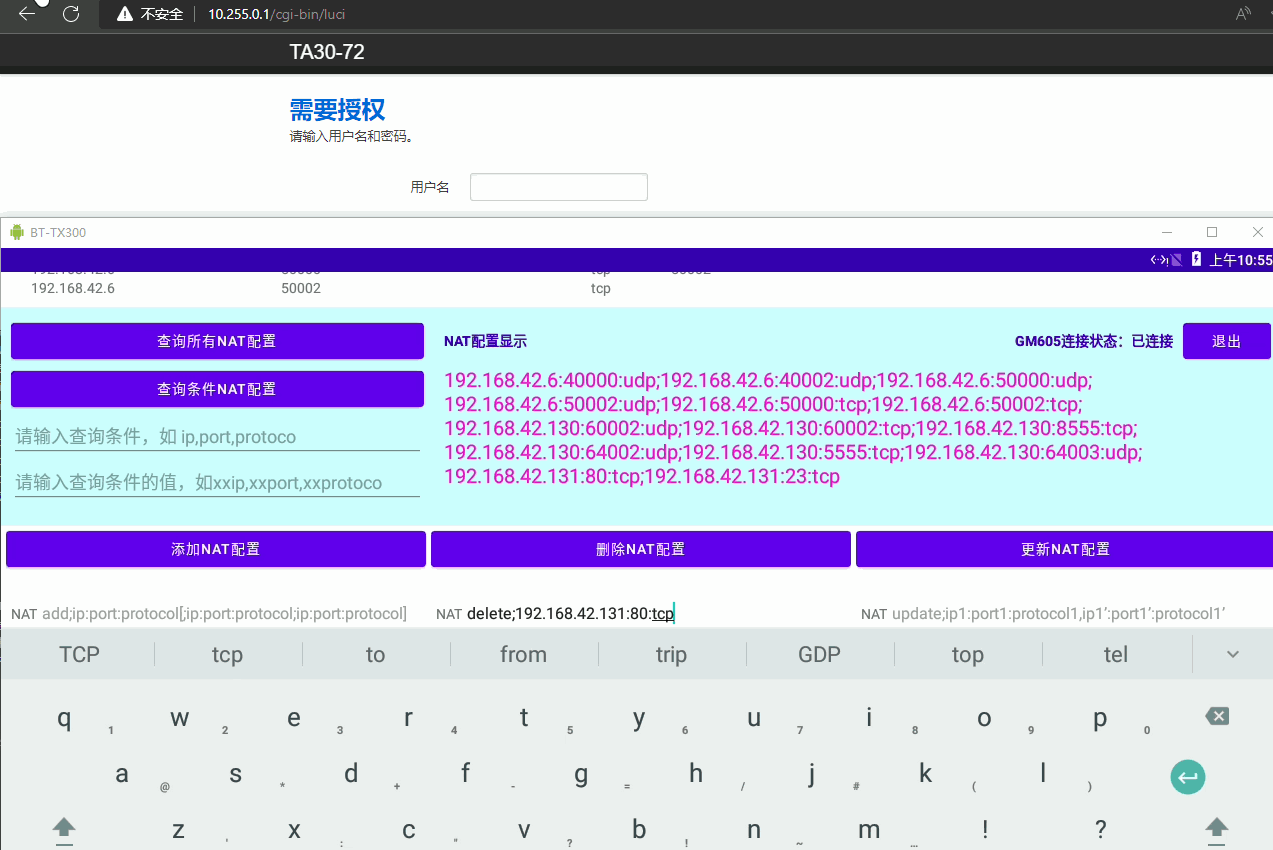 不安全 10.255.0.1/cgi-bin/luci
TA30-72
需要授权
请输入用户名和密码。
用户名
BT-TX300
上午10:55
192.168.42.6 50002 tcp
查询所有NAT配置
NAT配置显示
GM605连接状态：已连接
退出
查询条件NAT配置
192.168.42.6:40000:udp;192.168.42.6:40002:udp;192.168.42.6:50000:udp;
192.168.42.6:50002:udp;192.168.42.6:50000:tcp;192.168.42.6:50002:tcp;
192.168.42.130:60002:udp;192.168.42.130:60002:tcp;192.168.42.130:8555:tcp;
192.168.42.130:64002:udp;192.168.42.130:5555:tcp;192.168.42.130:64003:udp;
192.168.42.131:80:tcp;192.168.42.131:23:tcp
请输入查询条件，如 ip,port,protoco
请输入查询条件的值，如xxip,xxport,xxprotoco
添加NAT配置
删除NAT配置
更新NAT配置
NAT add;ip:port:protocol[;ip:port:protocol;ip:port:protocol]
NAT delete;192.168.42.131:80:tcp
NAT update;ip1:port1:protocol1,ip1':port1':protocol1'
TCP tcp to from trip GDP top tel
q 1 w 2 e 3 r 4 t 5 y 6 u 7 i 8 o 9 p 0
a @ s * d + f - g = h / j # k ( l )
z ' x : c " v ? b ! n ~ m … ! ?